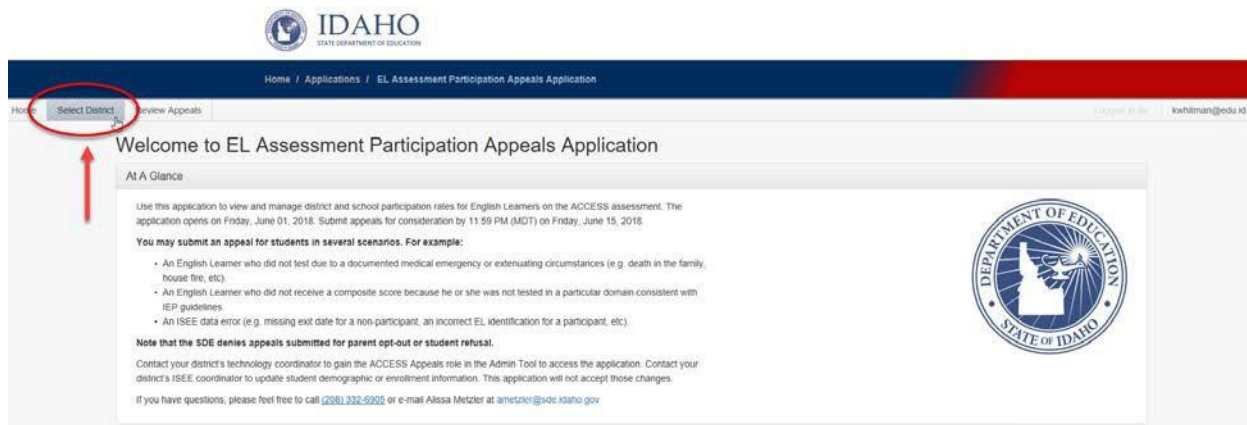 IDAHO
STATE DEPARTMENT OF EDUCATION
Home / Applications / EL Assessment Participation Appeals Application
Home Select District Review Appeals kwhitman@edu.id
Welcome to EL Assessment Participation Appeals Application
At A Glance
Use this application to view and manage district and school participation rates for English Learners on the ACCESS assessment. The
application opens on Friday, June 01, 2018. Submit appeals for consideration by 11:59 PM (MDT) on Friday, June 15, 2018.
You may submit an appeal for students in several scenarios. For example:
• An English Learner who did not test due to a documented medical emergency or extenuating circumstances (e.g. death in the family,
house fire, etc).
• An English Learner who did not receive a composite score because he or she was not tested in a particular domain consistent with
IEP guidelines.
• An ISEE data error (e.g. missing exit date for a non-participant, an incorrect EL identification for a participant, etc).
Note that the SDE denies appeals submitted for parent opt-out or student refusal.
Contact your district's technology coordinator to gain the ACCESS Appeals role in the Admin Tool to access the application. Contact your
district's ISEE coordinator to update student demographic or enrollment information. This application will not accept those changes.
If you have questions, please feel free to call (208) 332-6905 or e-mail Alissa Metzler at ametzler@sde.idaho.gov
DEPARTMENT OF EDUCATION
STATE OF IDAHO